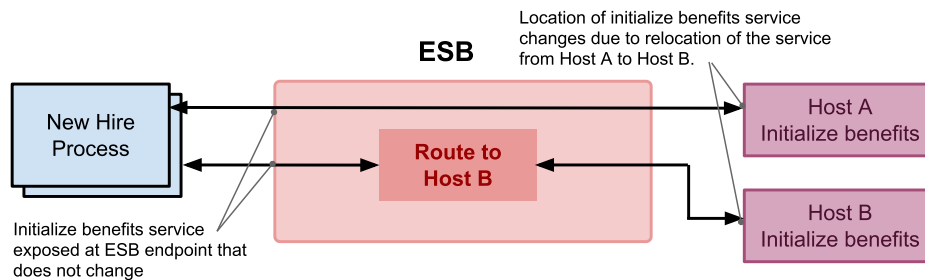 Location of initialize benefits service
changes due to relocation of the service
from Host A to Host B.
ESB
New Hire
Process
Host A
Initialize benefits
Route to
Host B
Host B
Initialize benefits
Initialize benefits service
exposed at ESB endpoint that
does not change